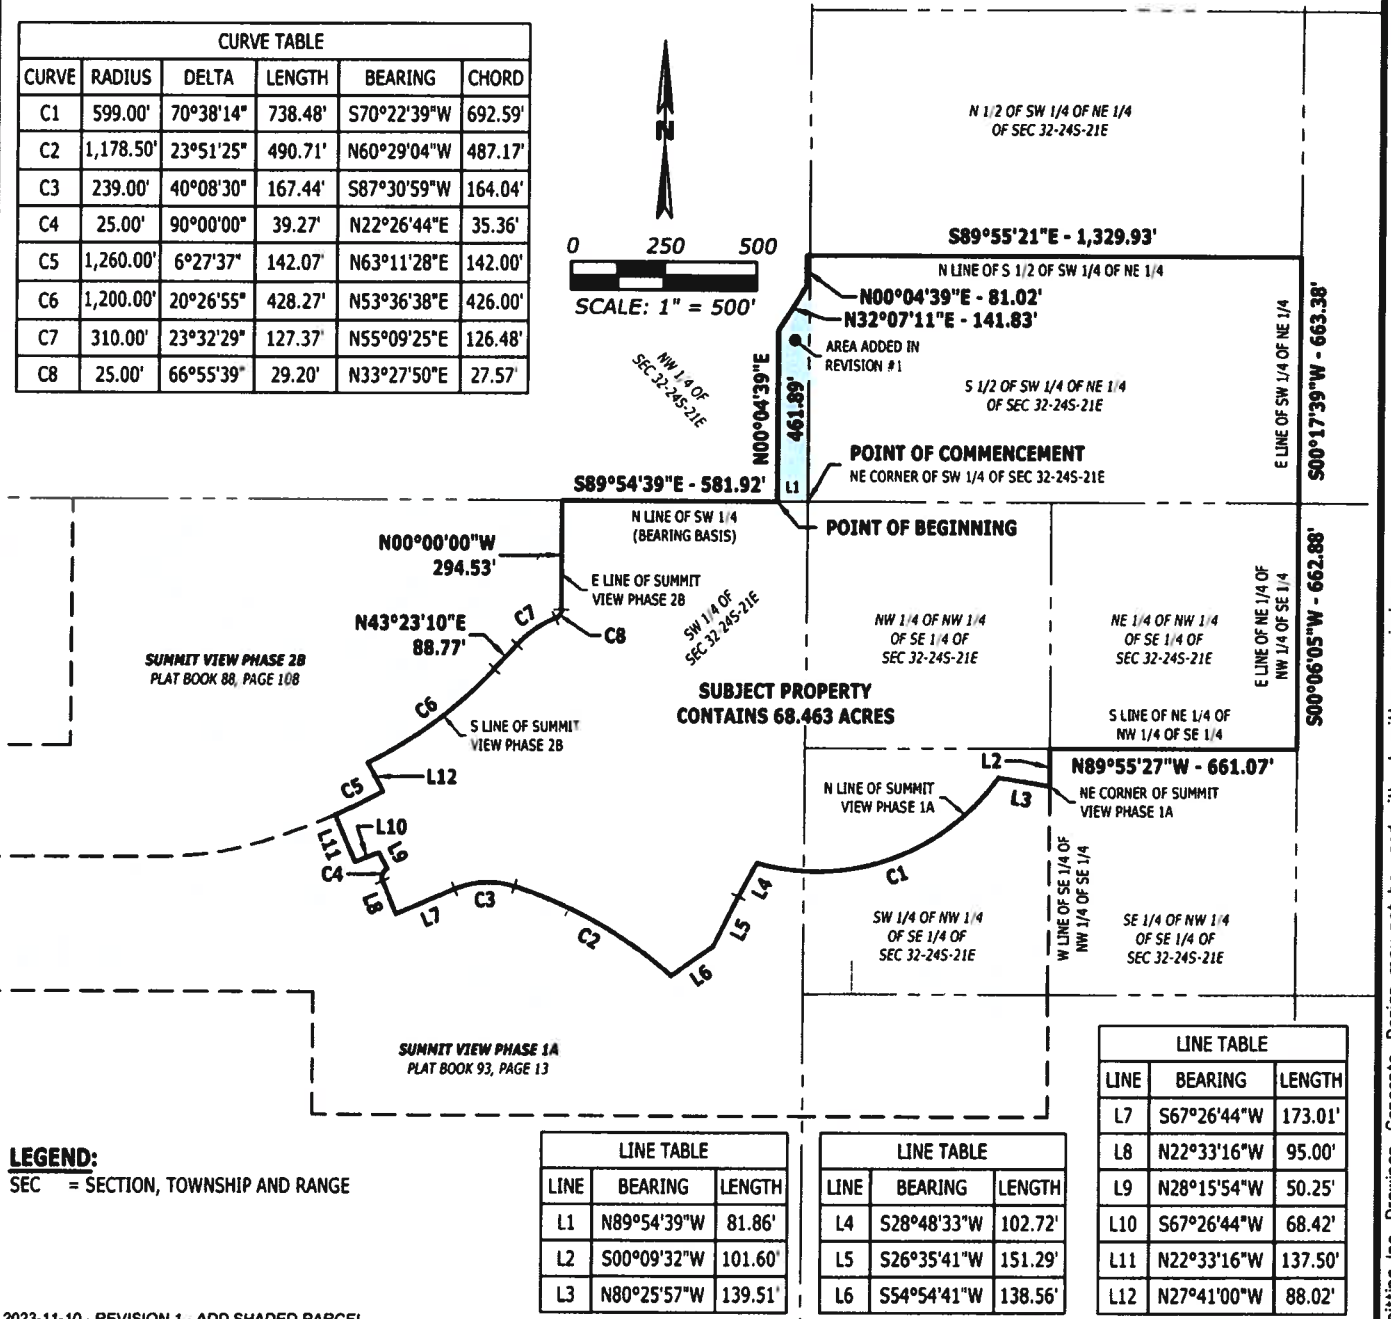 CURVE TABLE
CURVE RADIUS DELTA LENGTH BEARING CHORD
C1 599.00' 70°38'14" 738.48' S70°22'39"W 692.59'
C2 1,178.50' 23°51'25" 490.71' N60°29'04"W 487.17'
C3 239.00' 40°08'30" 167.44' S87°30'59"W 164.04'
C4 25.00' 90°00'00" 39.27' N22°26'44"E 35.36'
C5 1,260.00' 6°27'37" 142.07' N63°11'28"E 142.00'
C6 1,200.00' 20°26'55" 428.27' N53°36'38"E 426.00'
C7 310.00' 23°32'29" 127.37' N55°09'25"E 126.48'
C8 25.00' 66°55'39" 29.20' N33°27'50"E 27.57'
N
0 250 500
SCALE: 1" = 500'
N 1/2 OF SW 1/4 OF NE 1/4
OF SEC 32-24S-21E
S89°55'21"E - 1,329.93'
N LINE OF S 1/2 OF SW 1/4 OF NE 1/4
N00°04'39"E - 81.02'
N32°07'11"E - 141.83'
AREA ADDED IN
REVISION #1
NW 1/4 OF
SEC 32-24S-21E
N00°04'39"E
461.89'
L1
S 1/2 OF SW 1/4 OF NE 1/4
OF SEC 32-24S-21E
E LINE OF SW 1/4 OF NE 1/4
S00°17'39"W - 663.38'
POINT OF COMMENCEMENT
NE CORNER OF SW 1/4 OF SEC 32-24S-21E
S89°54'39"E - 581.92'
N LINE OF SW 1/4
(BEARING BASIS)
POINT OF BEGINNING
N00°00'00"W
294.53'
E LINE OF SUMMIT
VIEW PHASE 2B
C7
C8
N43°23'10"E
88.77'
SW 1/4 OF
SEC 32-24S-21E
NW 1/4 OF NW 1/4
OF SE 1/4 OF
SEC 32-24S-21E
NE 1/4 OF NW 1/4
OF SE 1/4 OF
SEC 32-24S-21E
E LINE OF NE 1/4 OF
NW 1/4 OF SE 1/4
S00°06'05"W - 662.88'
SUMMIT VIEW PHASE 2B
PLAT BOOK 88, PAGE 108
SUBJECT PROPERTY
CONTAINS 68.463 ACRES
C6
S LINE OF SUMMIT
VIEW PHASE 2B
S LINE OF NE 1/4 OF
NW 1/4 OF SE 1/4
L2
N89°55'27"W - 661.07'
C5
L12
N LINE OF SUMMIT
VIEW PHASE 1A
L3
NE CORNER OF SUMMIT
VIEW PHASE 1A
L11
L10
L9
C4
L8
L7
C3
C2
L6
L5
L4
C1
W LINE OF SE 1/4 OF
NW 1/4 OF SE 1/4
SW 1/4 OF NW 1/4
OF SE 1/4 OF
SEC 32-24S-21E
SE 1/4 OF NW 1/4
OF SE 1/4 OF
SEC 32-24S-21E
SUMMIT VIEW PHASE 1A
PLAT BOOK 93, PAGE 13
LEGEND:
SEC = SECTION, TOWNSHIP AND RANGE
LINE TABLE
LINE BEARING LENGTH
L1 N89°54'39"W 81.86'
L2 S00°09'32"W 101.60'
L3 N80°25'57"W 139.51'
LINE TABLE
LINE BEARING LENGTH
L4 S28°48'33"W 102.72'
L5 S26°35'41"W 151.29'
L6 S54°54'41"W 138.56'
LINE TABLE
LINE BEARING LENGTH
L7 S67°26'44"W 173.01'
L8 N22°33'16"W 95.00'
L9 N28°15'54"W 50.25'
L10 S67°26'44"W 68.42'
L11 N22°33'16"W 137.50'
L12 N27°41'00"W 88.02'
2023-11-10 - REVISION 1 - ADD SHADED PARCEL